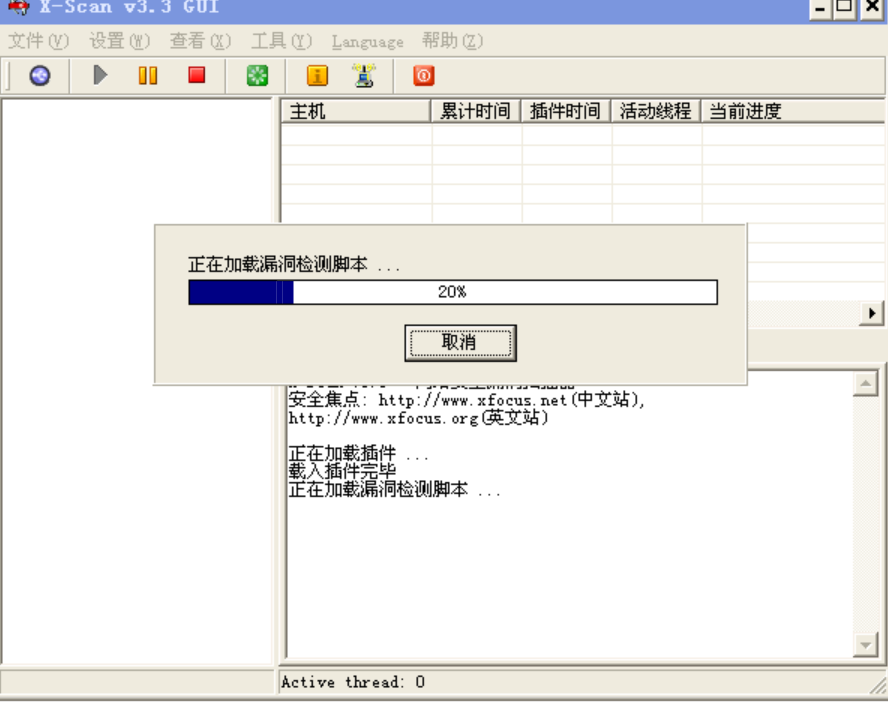 X-Scan v3.3 GUI
文件(V) 设置(W) 查看(X) 工具(Y) Language 帮助(Z)
主机 累计时间 插件时间 活动线程 当前进度
正在加载漏洞检测脚本 ...
20%
取消
安全焦点: http://www.xfocus.net(中文站),
http://www.xfocus.org(英文站)
正在加载插件 ...
载入插件完毕
正在加载漏洞检测脚本 ...
Active thread: 0